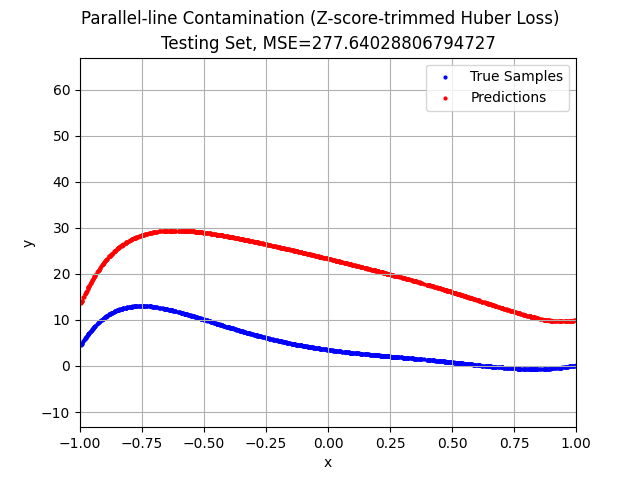 Parallel-line Contamination (Z-score-trimmed Huber Loss)
Testing Set, MSE=277.64028806794727
True Samples
Predictions
60
50
40
30
20
10
0
−10
y
−1.00 −0.75 −0.50 −0.25 0.00 0.25 0.50 0.75 1.00
x